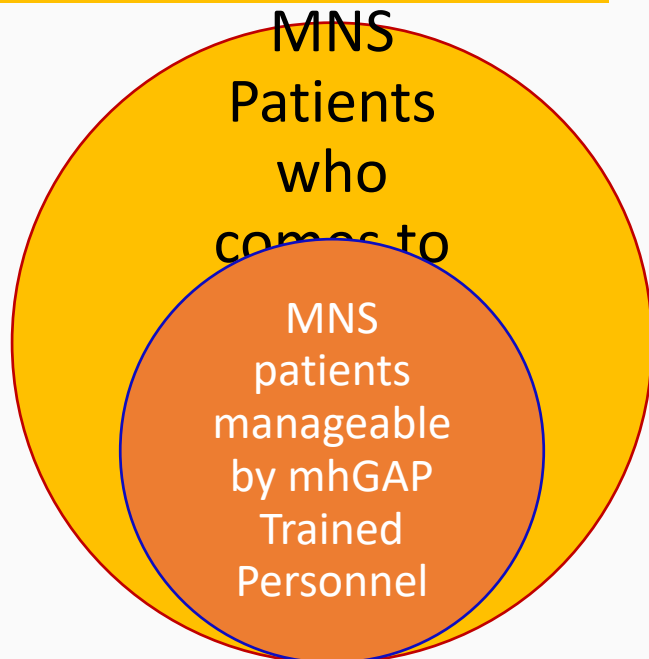 MNS
Patients
who
comes to
MNS
patients
manageable
by mhGAP
Trained
Personnel